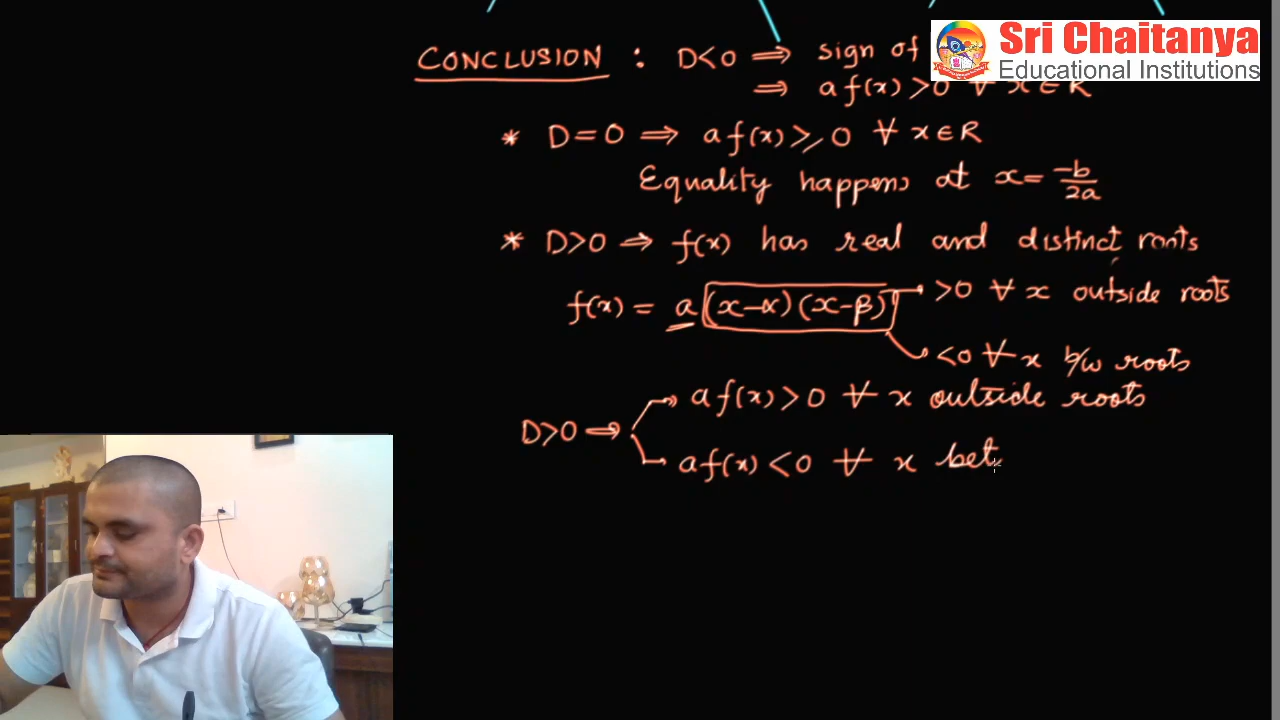 Sri Chaitanya
Educational Institutions
CONCLUSION : D<0 ⇒ sign of
⇒ a f(x) >0 ∀ x∈R
* D=0 ⇒ a f(x) ⩾ 0 ∀ x∈R
Equality happens at x= -b/2a
* D>0 ⇒ f(x) has real and distinct roots
f(x) = a (x-α)(x-β) >0 ∀ x outside roots
<0 ∀ x b/w roots
D>0 ⇒ a f(x) > 0 ∀ x outside roots
a f(x) <0 ∀ x bet